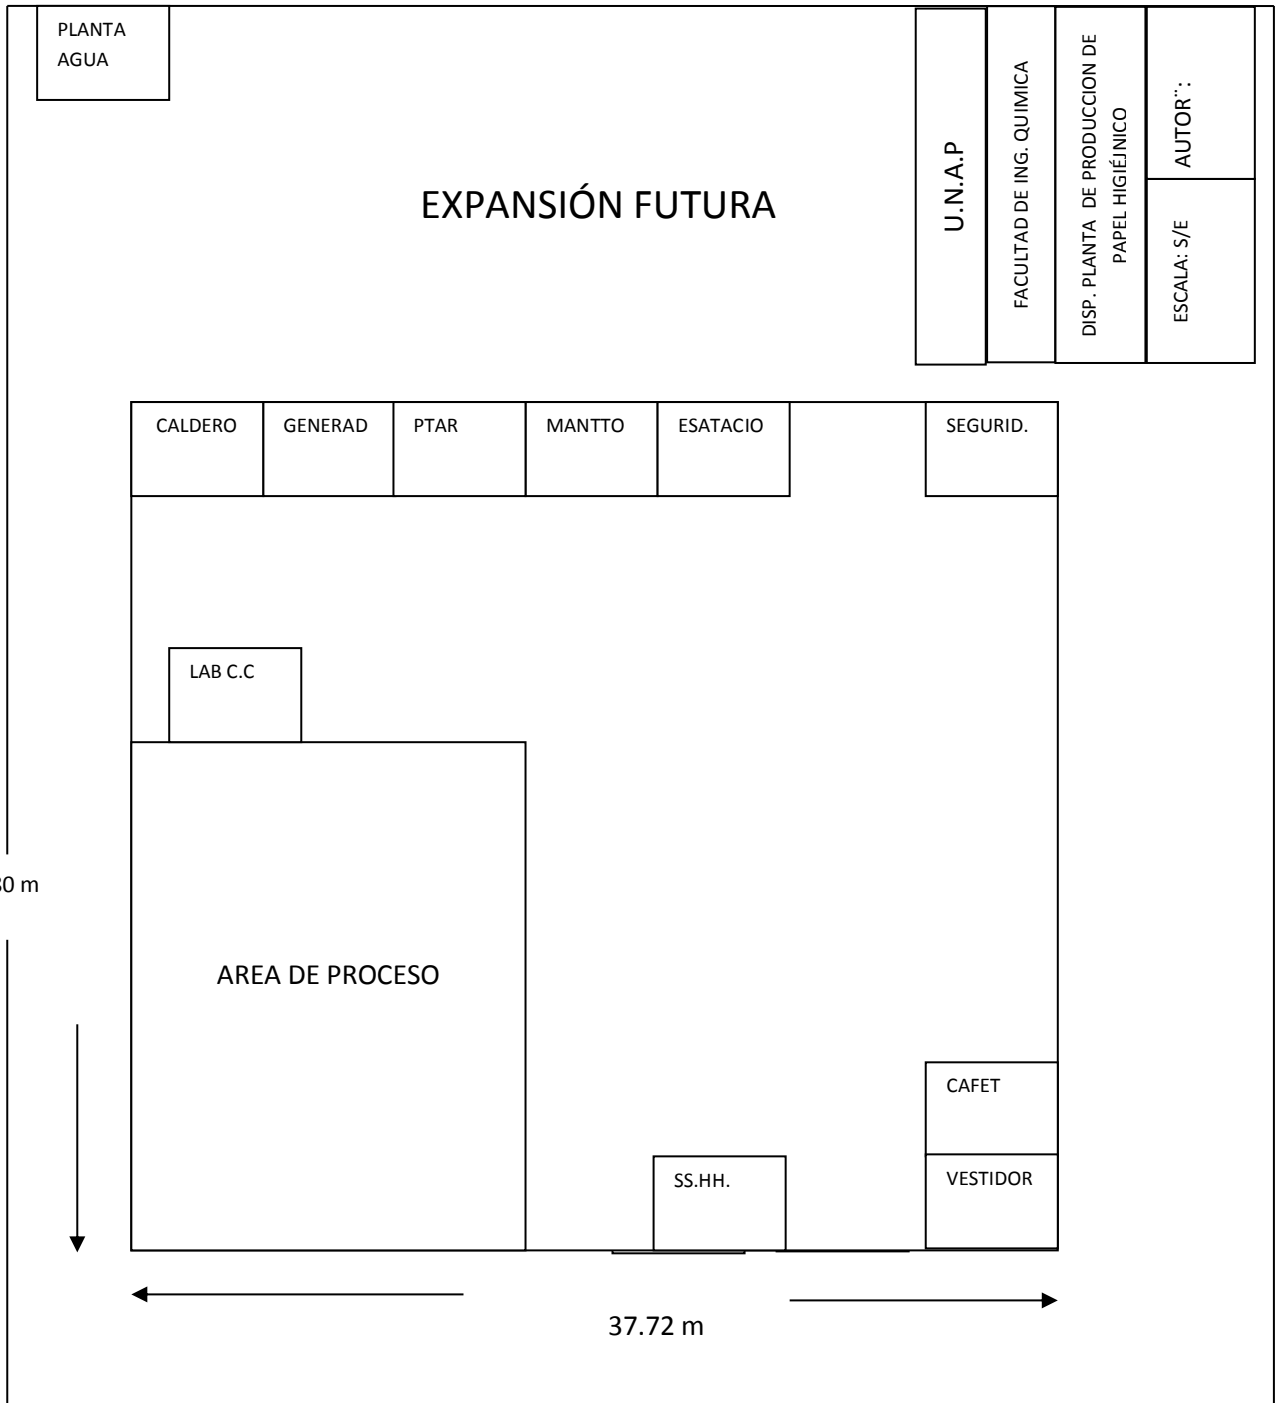 PLANTA
AGUA
EXPANSIÓN FUTURA
U.N.A.P
FACULTAD DE ING. QUIMICA
DISP. PLANTA DE PRODUCCION DE
PAPEL HIGIÉJNICO
AUTOR¨:
ESCALA: S/E
CALDERO
GENERAD
PTAR
MANTTO
ESATACIO
SEGURID.
LAB C.C
m
AREA DE PROCESO
CAFET
SS.HH.
VESTIDOR
37.72 m